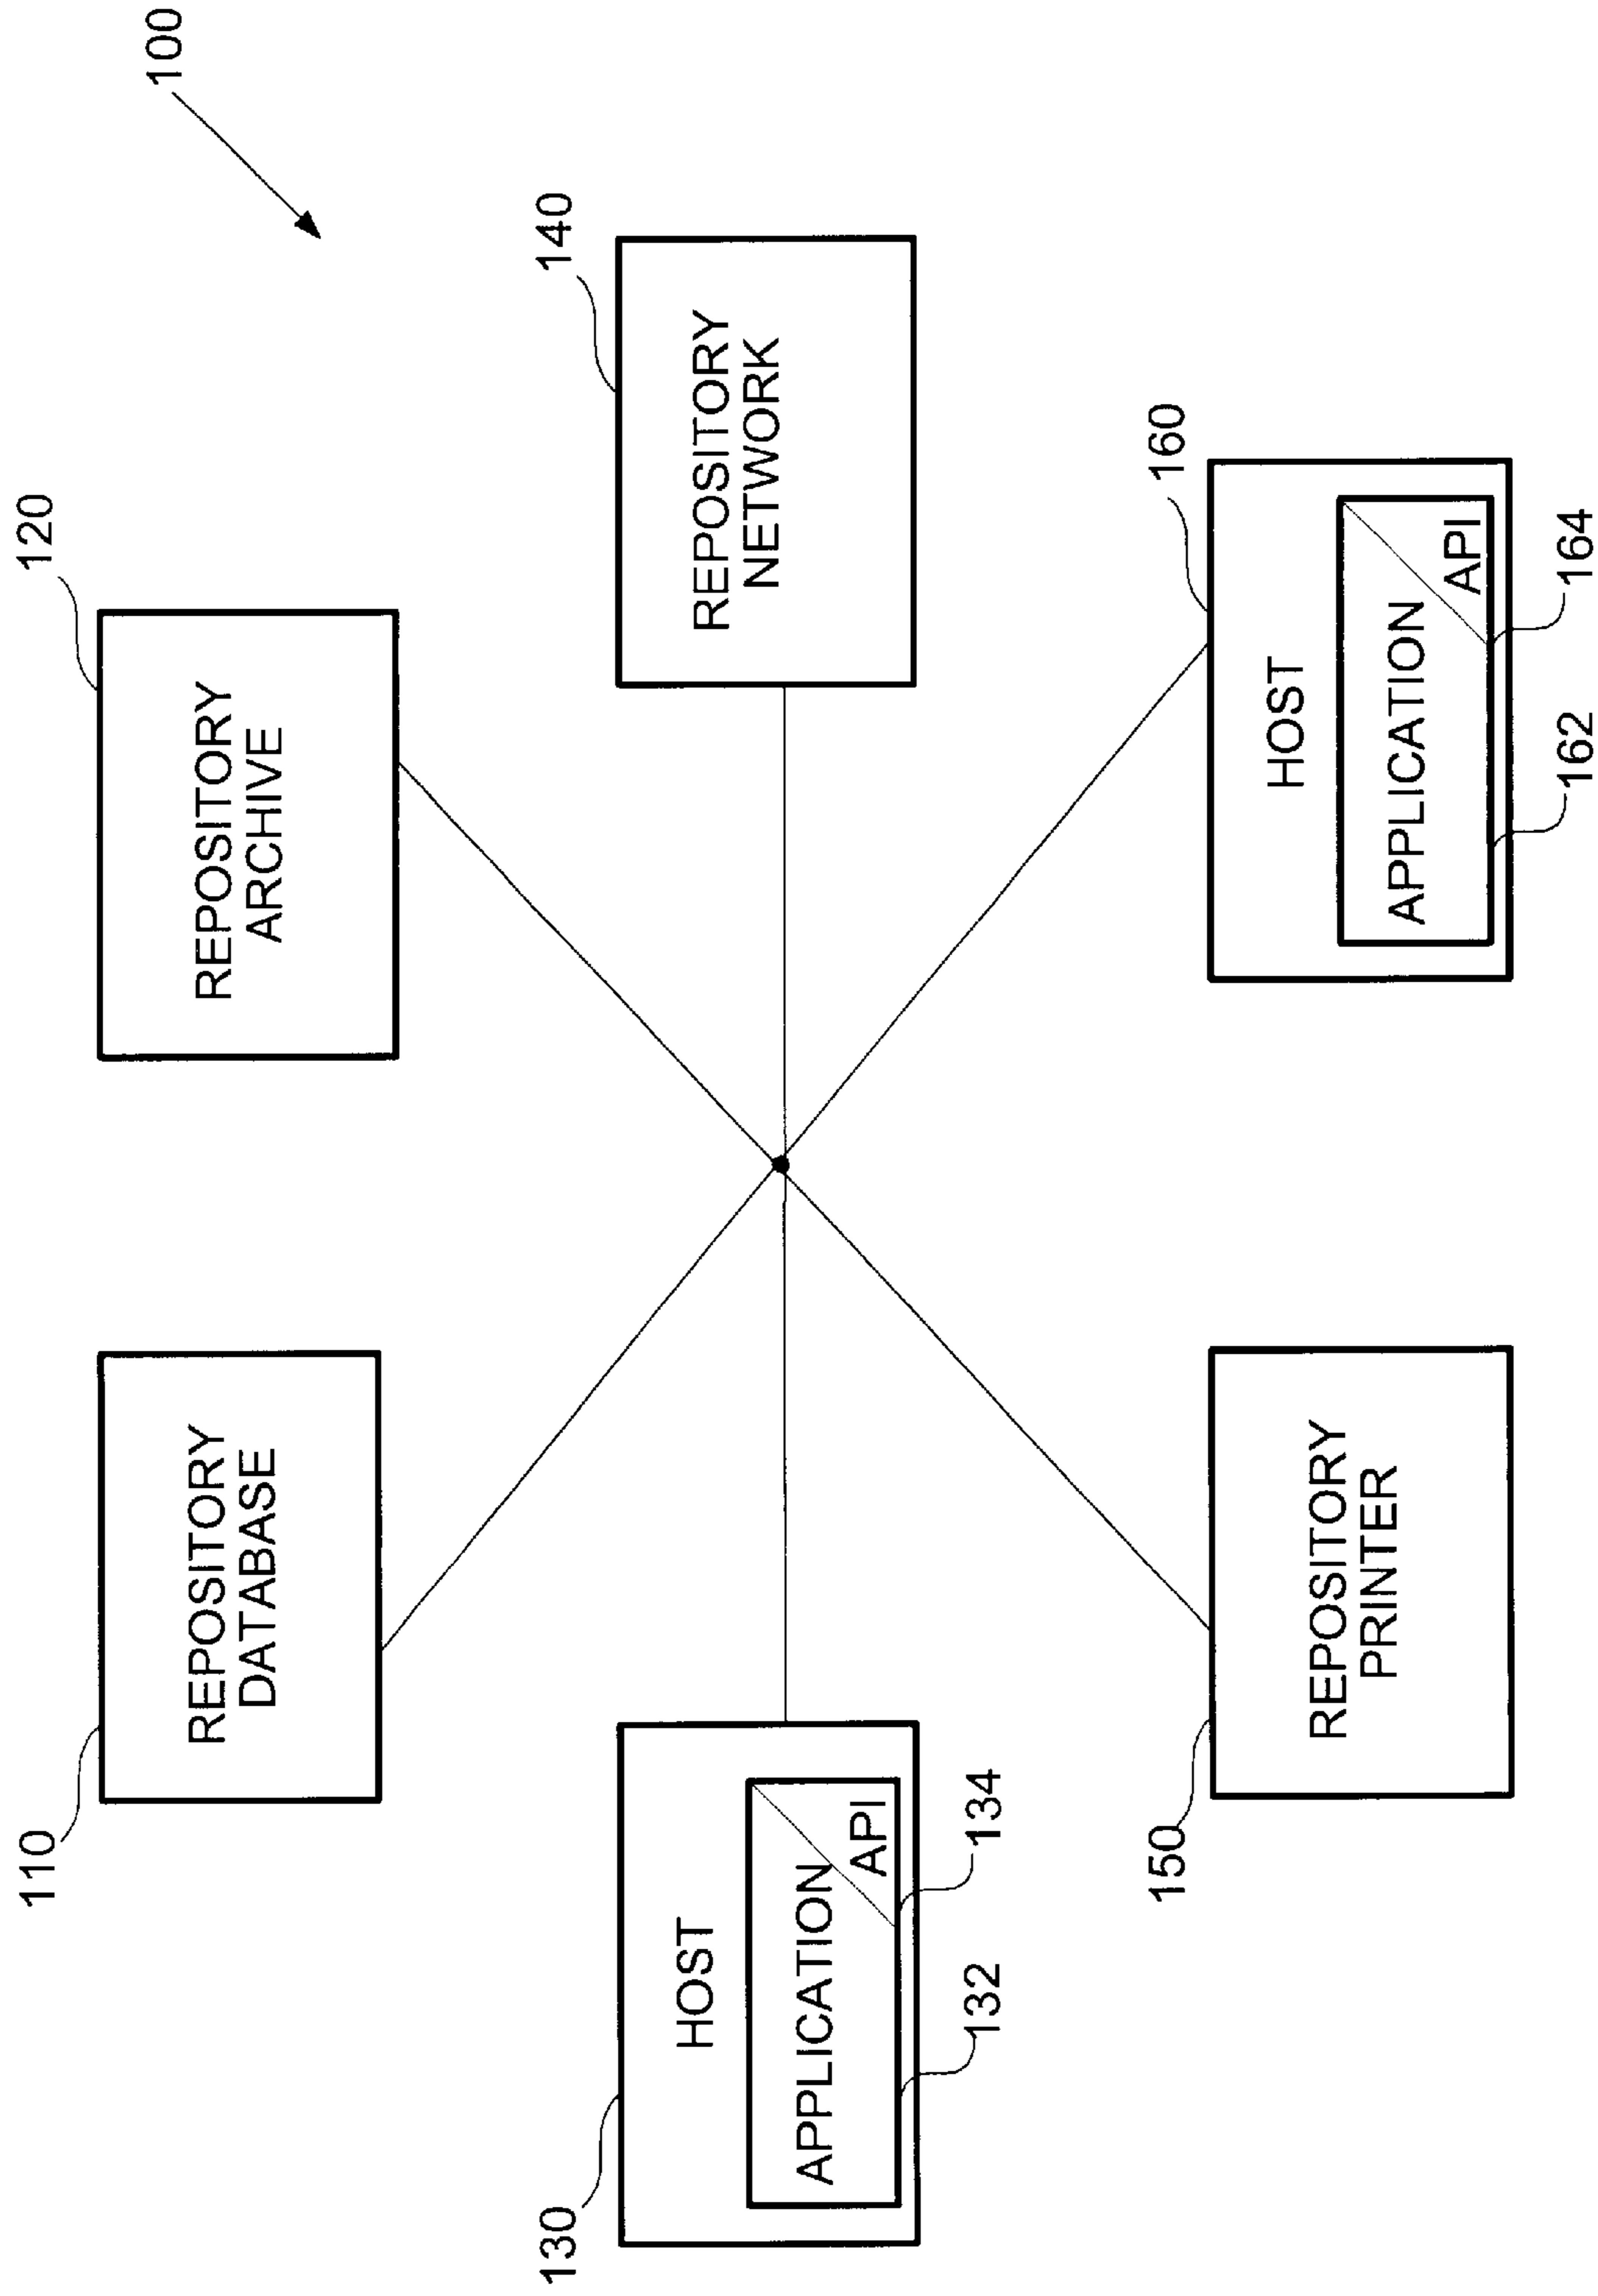 100
110
REPOSITORY
DATABASE
120
REPOSITORY
ARCHIVE
130
HOST
APPLICATION
API
132
134
140
REPOSITORY
NETWORK
150
REPOSITORY
PRINTER
160
HOST
APPLICATION
API
162
164